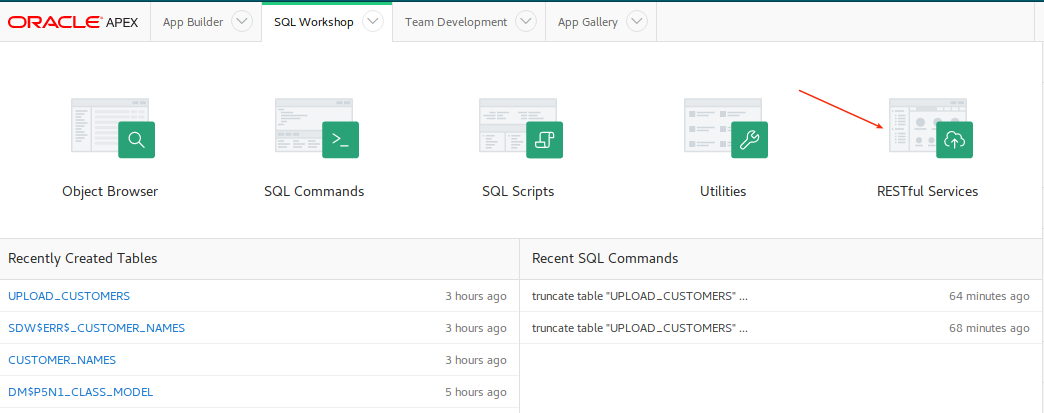 ORACLE APEX App Builder SQL Workshop Team Development App Gallery
Object Browser SQL Commands SQL Scripts Utilities RESTful Services
Recently Created Tables
UPLOAD_CUSTOMERS 3 hours ago
SDW$ERR$_CUSTOMER_NAMES 3 hours ago
CUSTOMER_NAMES 3 hours ago
DM$P5N1_CLASS_MODEL 5 hours ago
Recent SQL Commands
truncate table "UPLOAD_CUSTOMERS" ... 64 minutes ago
truncate table "UPLOAD_CUSTOMERS" ... 68 minutes ago